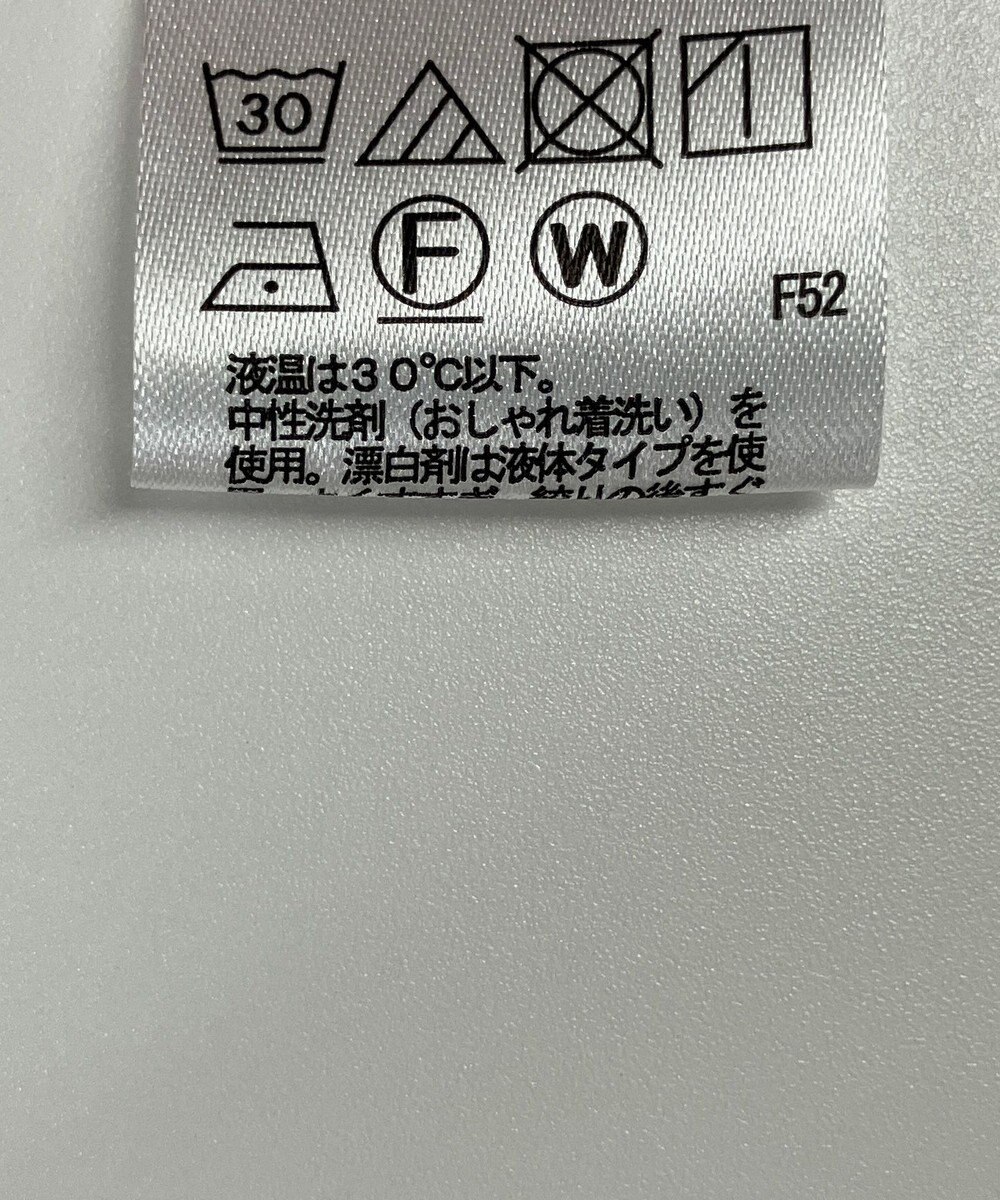 30
F W
F52
液温は30℃以下。
中性洗剤（おしゃれ着洗い）を
使用。漂白剤は液体タイプを使